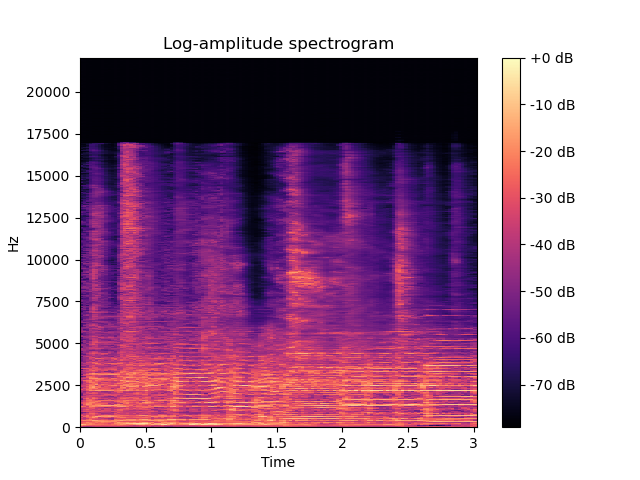 Log-amplitude spectrogram
+0 dB
20000
-10 dB
17500
-20 dB
15000
-30 dB
12500
Hz
-40 dB
10000
-50 dB
7500
5000
-60 dB
2500
-70 dB
0
0 0.5 1 1.5 2 2.5 3
Time